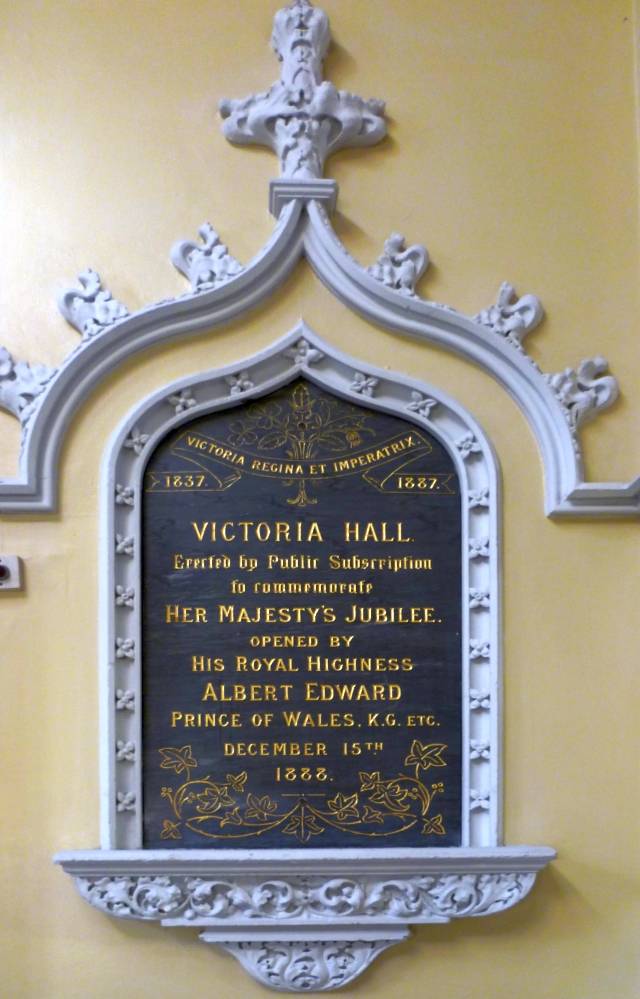 VICTORIA REGINA ET IMPERATRIX.
1837. 1887.
VICTORIA HALL.
Erected by Public Subscription
to commemorate
HER MAJESTY'S JUBILEE.
OPENED BY
HIS ROYAL HIGHNESS
ALBERT EDWARD
PRINCE OF WALES, K.G. ETC.
DECEMBER 15TH
1888.